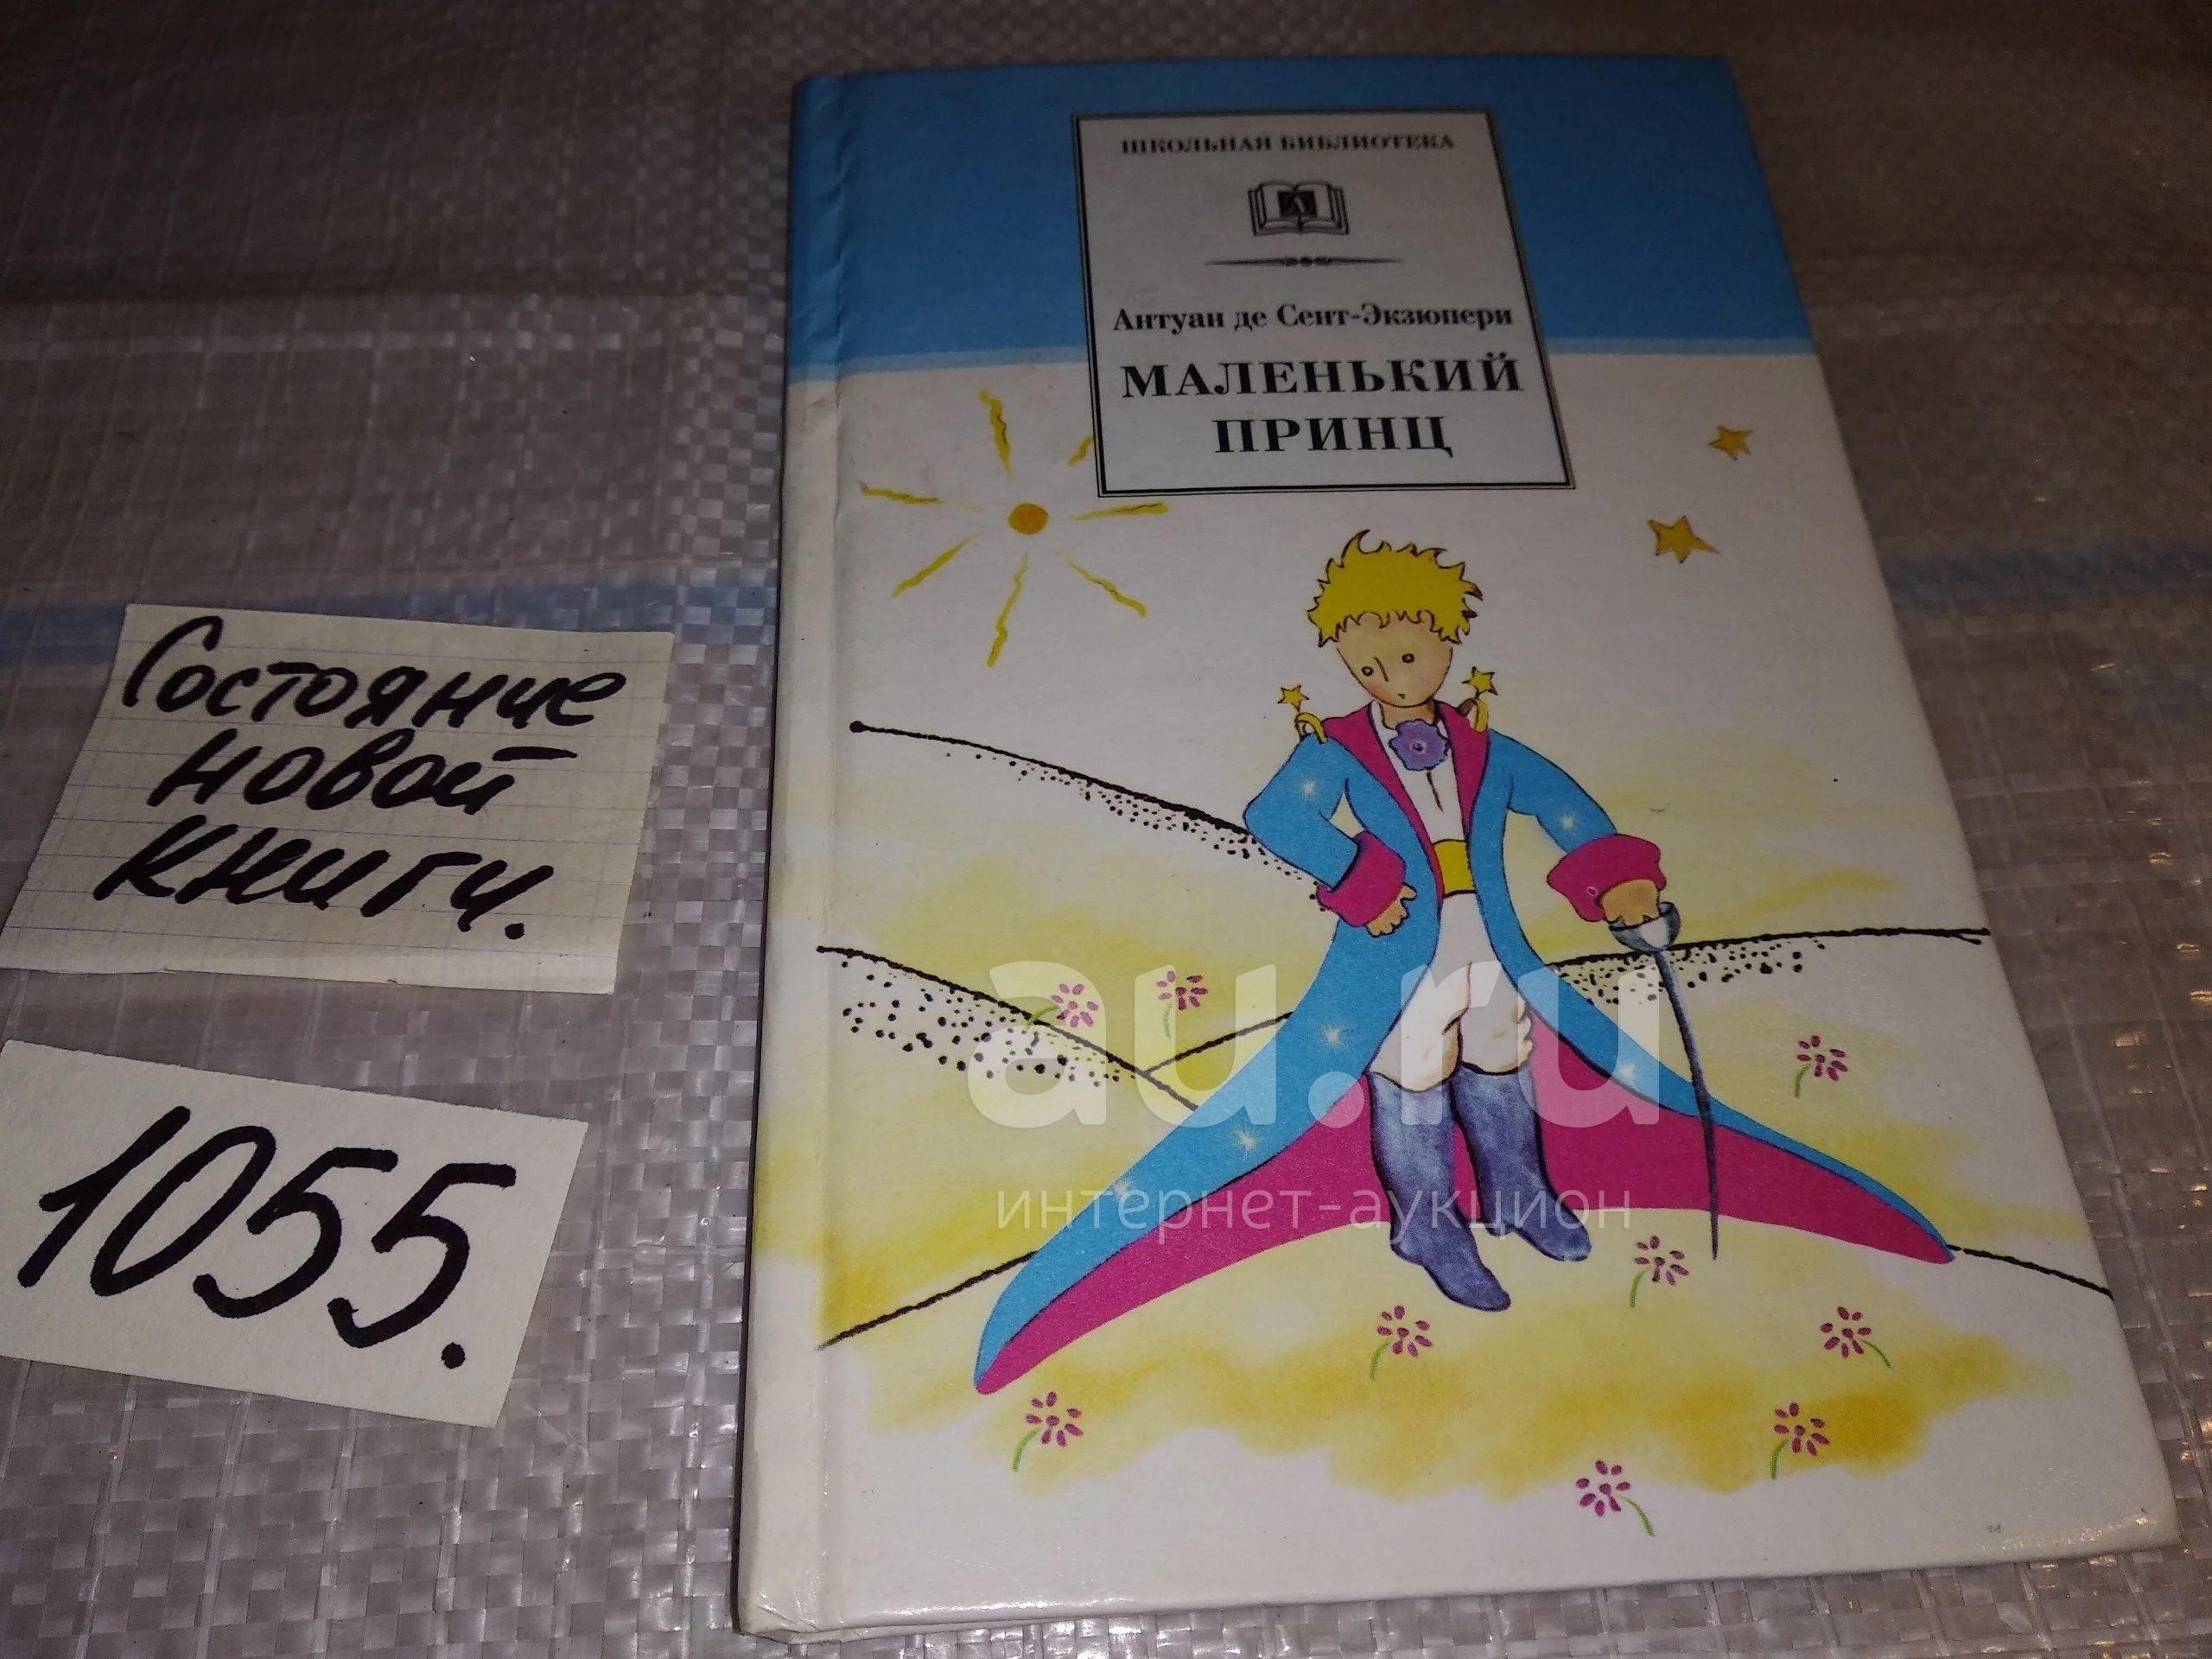 ШКОЛЬНАЯ БИБЛИОТЕКА
Антуан де Сент-Экзюпери
МАЛЕНЬКИЙ
ПРИНЦ
Состояние
новой
книги.
1055.
au.ru
интернет-аукцион